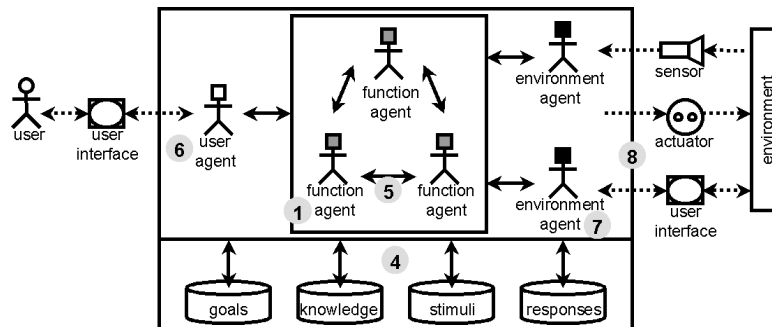 function
agent
environment
agent
sensor
user
user
interface
6
user
agent
actuator
environment
8
1
function
agent
5
function
agent
environment
agent
7
user
interface
4
goals
knowledge
stimuli
responses